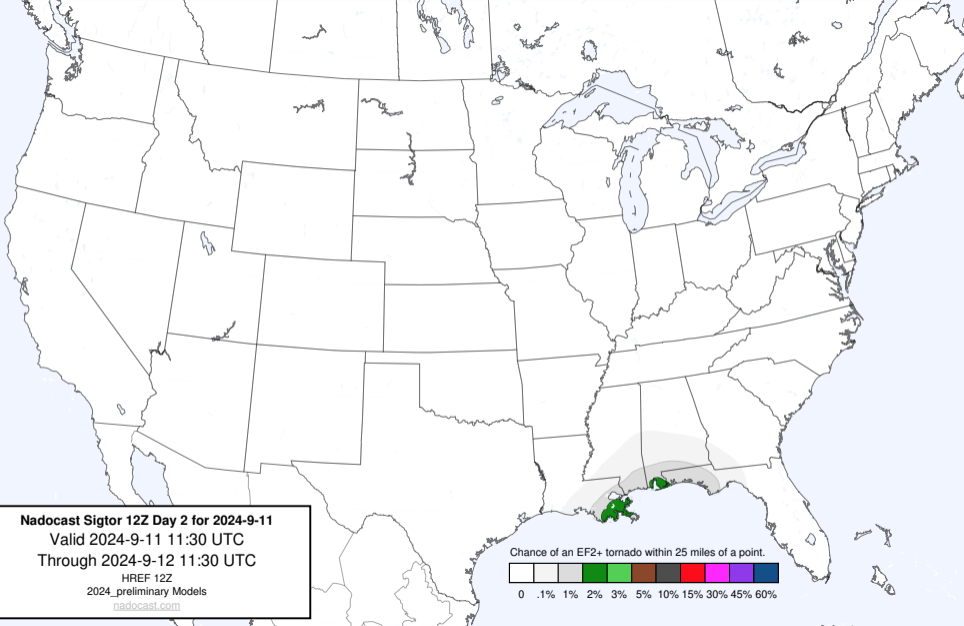 Nadocast Sigtor 12Z Day 2 for 2024-9-11
Valid 2024-9-11 11:30 UTC
Through 2024-9-12 11:30 UTC
HREF 12Z
2024_preliminary Models
nadocast.com
Chance of an EF2+ tornado within 25 miles of a point.
0 .1% 1% 2% 3% 5% 10% 15% 30% 45% 60%